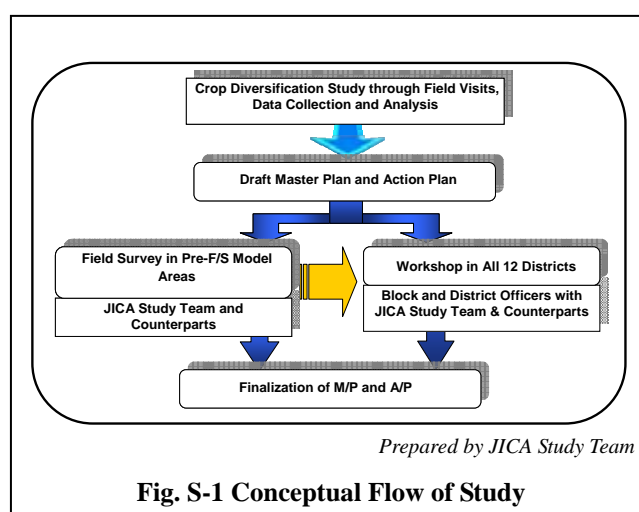 Crop Diversification Study through Field Visits,
Data Collection and Analysis
Draft Master Plan and Action Plan
Field Survey in Pre-F/S Model
Areas
JICA Study Team and
Counterparts
Workshop in All 12 Districts
Block and District Officers with
JICA Study Team & Counterparts
Finalization of M/P and A/P
Prepared by JICA Study Team
Fig. S-1 Conceptual Flow of Study